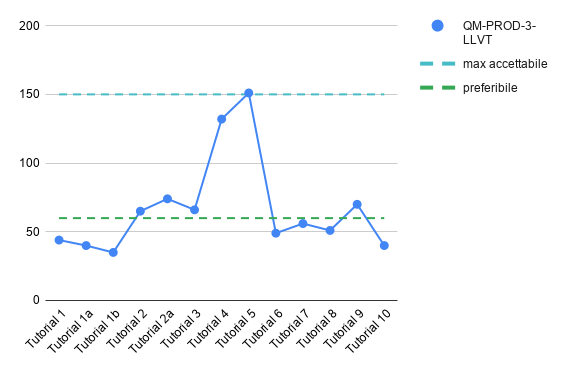 200
150
100
50
0
Tutorial 1
Tutorial 1a
Tutorial 1b
Tutorial 2
Tutorial 2a
Tutorial 3
Tutorial 4
Tutorial 5
Tutorial 6
Tutorial 7
Tutorial 8
Tutorial 9
Tutorial 10
QM-PROD-3-
LLVT
max accettabile
preferibile